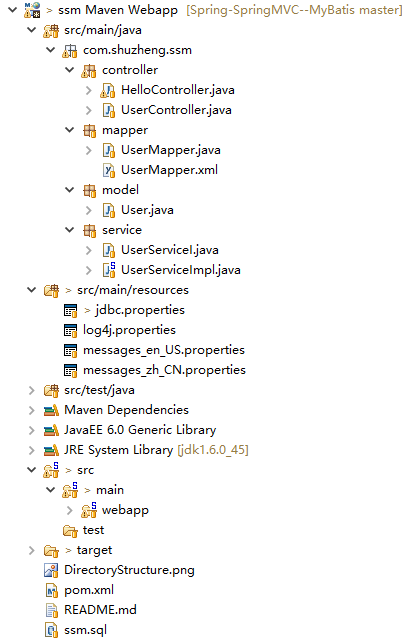 > ssm Maven Webapp [Spring-SpringMVC--MyBatis master]
src/main/java
com.shuzheng.ssm
controller
HelloController.java
UserController.java
mapper
UserMapper.java
UserMapper.xml
model
User.java
service
UserServiceI.java
UserServiceImpl.java
> src/main/resources
> jdbc.properties
log4j.properties
messages_en_US.properties
messages_zh_CN.properties
src/test/java
Maven Dependencies
JavaEE 6.0 Generic Library
JRE System Library [jdk1.6.0_45]
> src
> main
webapp
test
> target
DirectoryStructure.png
pom.xml
README.md
ssm.sql